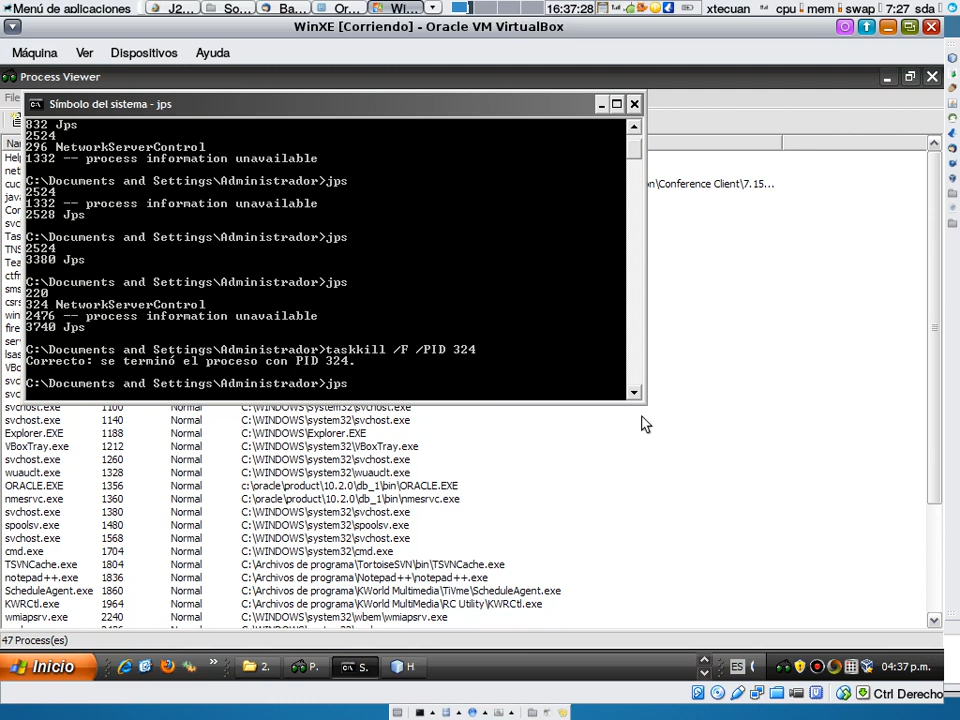 Menú de aplicaciones
J2...
So...
Ba...
Or...
Wi...
16:37:28
xtecuan
cpu
mem
swap
7:27
sda
WinXE [Corriendo] - Oracle VM VirtualBox
Máquina Ver Dispositivos Ayuda
Process Viewer
File
Símbolo del sistema - jps
832 Jps
2524
296 NetworkServerControl
1332 -- process information unavailable
C:\Documents and Settings\Administrador>jps
2524
1332 -- process information unavailable
2528 Jps
C:\Documents and Settings\Administrador>jps
2524
3380 Jps
C:\Documents and Settings\Administrador>jps
220
324 NetworkServerControl
2476 -- process information unavailable
3740 Jps
C:\Documents and Settings\Administrador>taskkill /F /PID 324
Correcto: se terminó el proceso con PID 324.
C:\Documents and Settings\Administrador>jps
on\Conference Client\7.15...
svchost.exe 1100 Normal C:\WINDOWS\system32\svchost.exe
svchost.exe 1140 Normal C:\WINDOWS\system32\svchost.exe
Explorer.EXE 1188 Normal C:\WINDOWS\Explorer.EXE
VBoxTray.exe 1212 Normal C:\WINDOWS\system32\VBoxTray.exe
svchost.exe 1260 Normal C:\WINDOWS\system32\svchost.exe
wuauclt.exe 1328 Normal C:\WINDOWS\system32\wuauclt.exe
ORACLE.EXE 1356 Normal c:\oracle\product\10.2.0\db_1\bin\ORACLE.EXE
nmesrvc.exe 1360 Normal C:\oracle\product\10.2.0\db_1\bin\nmesrvc.exe
svchost.exe 1380 Normal C:\WINDOWS\system32\svchost.exe
spoolsv.exe 1480 Normal C:\WINDOWS\system32\spoolsv.exe
svchost.exe 1568 Normal C:\WINDOWS\system32\svchost.exe
cmd.exe 1704 Normal C:\WINDOWS\system32\cmd.exe
TSVNCache.exe 1804 Normal C:\Archivos de programa\TortoiseSVN\bin\TSVNCache.exe
notepad++.exe 1836 Normal C:\Archivos de programa\Notepad++\notepad++.exe
ScheduleAgent.exe 1860 Normal C:\Archivos de programa\KWorld Multimedia\TiVme\ScheduleAgent.exe
KWRCtl.exe 1964 Normal C:\Archivos de programa\KWorld MultiMedia\RC Utility\KWRCtl.exe
wmiapsrv.exe 2240 Normal C:\WINDOWS\system32\wbem\wmiapsrv.exe
47 Process(es)
Inicio
2.
P.
S.
H
ES
04:37 p.m.
Ctrl Derecho